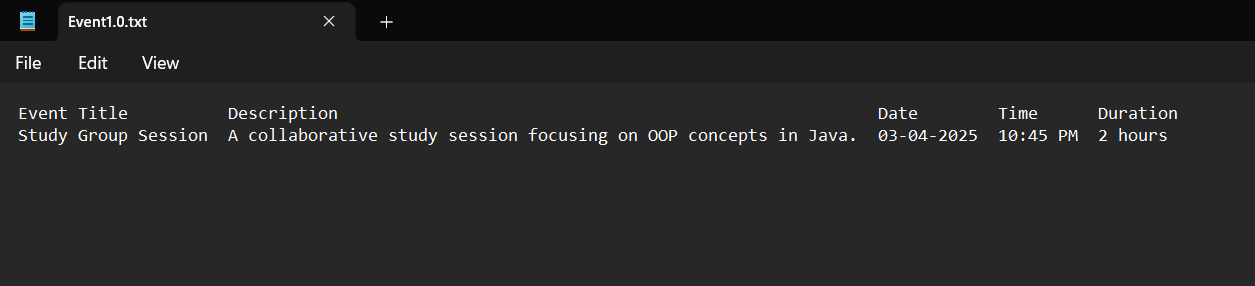 Event1.0.txt
File Edit View
Event Title Description Date Time Duration
Study Group Session A collaborative study session focusing on OOP concepts in Java. 03-04-2025 10:45 PM 2 hours